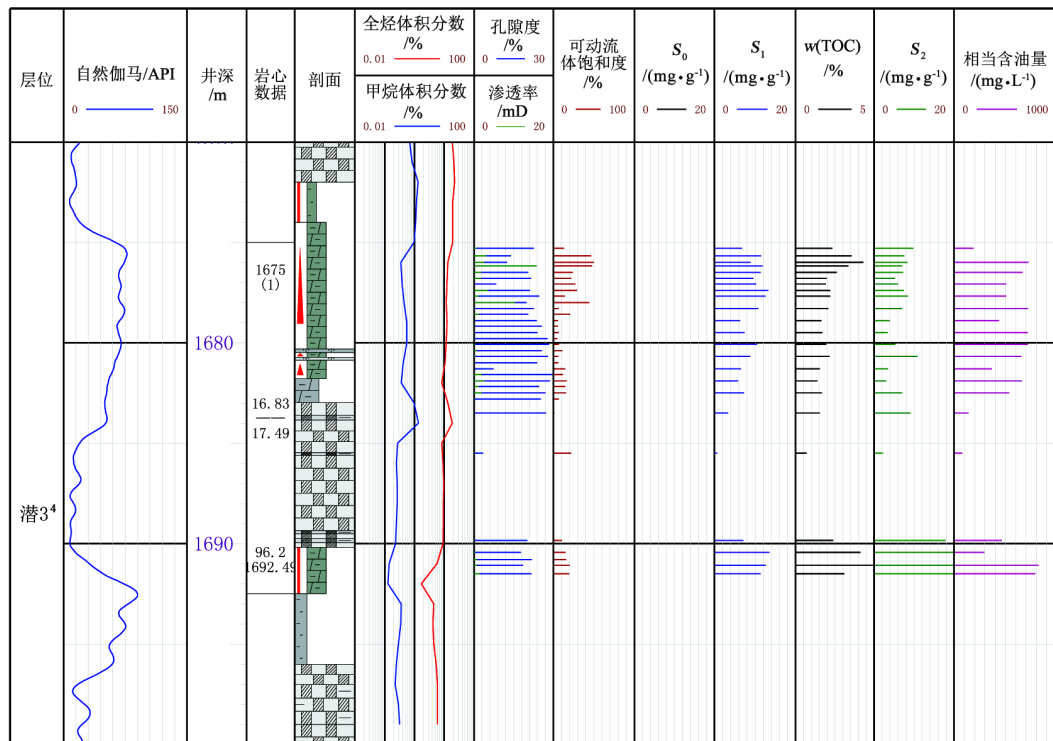 层位
自然伽马/API
0 150
井深
/m
岩心
数据
剖面
全烃体积分数
/%
0.01 100
甲烷体积分数
/%
0.01 100
孔隙度
/%
0 30
渗透率
/mD
0 20
可动流
体饱和度
/%
0 100
S0
/(mg•g-1)
0 20
S1
/(mg•g-1)
0 20
w(TOC)
/%
0 5
S2
/(mg•g-1)
0 20
相当含油量
/(mg•L-1)
0 1000
1675
(1)
1680
16.83
——
17.49
潜3⁴
1690
96.2
1692.49